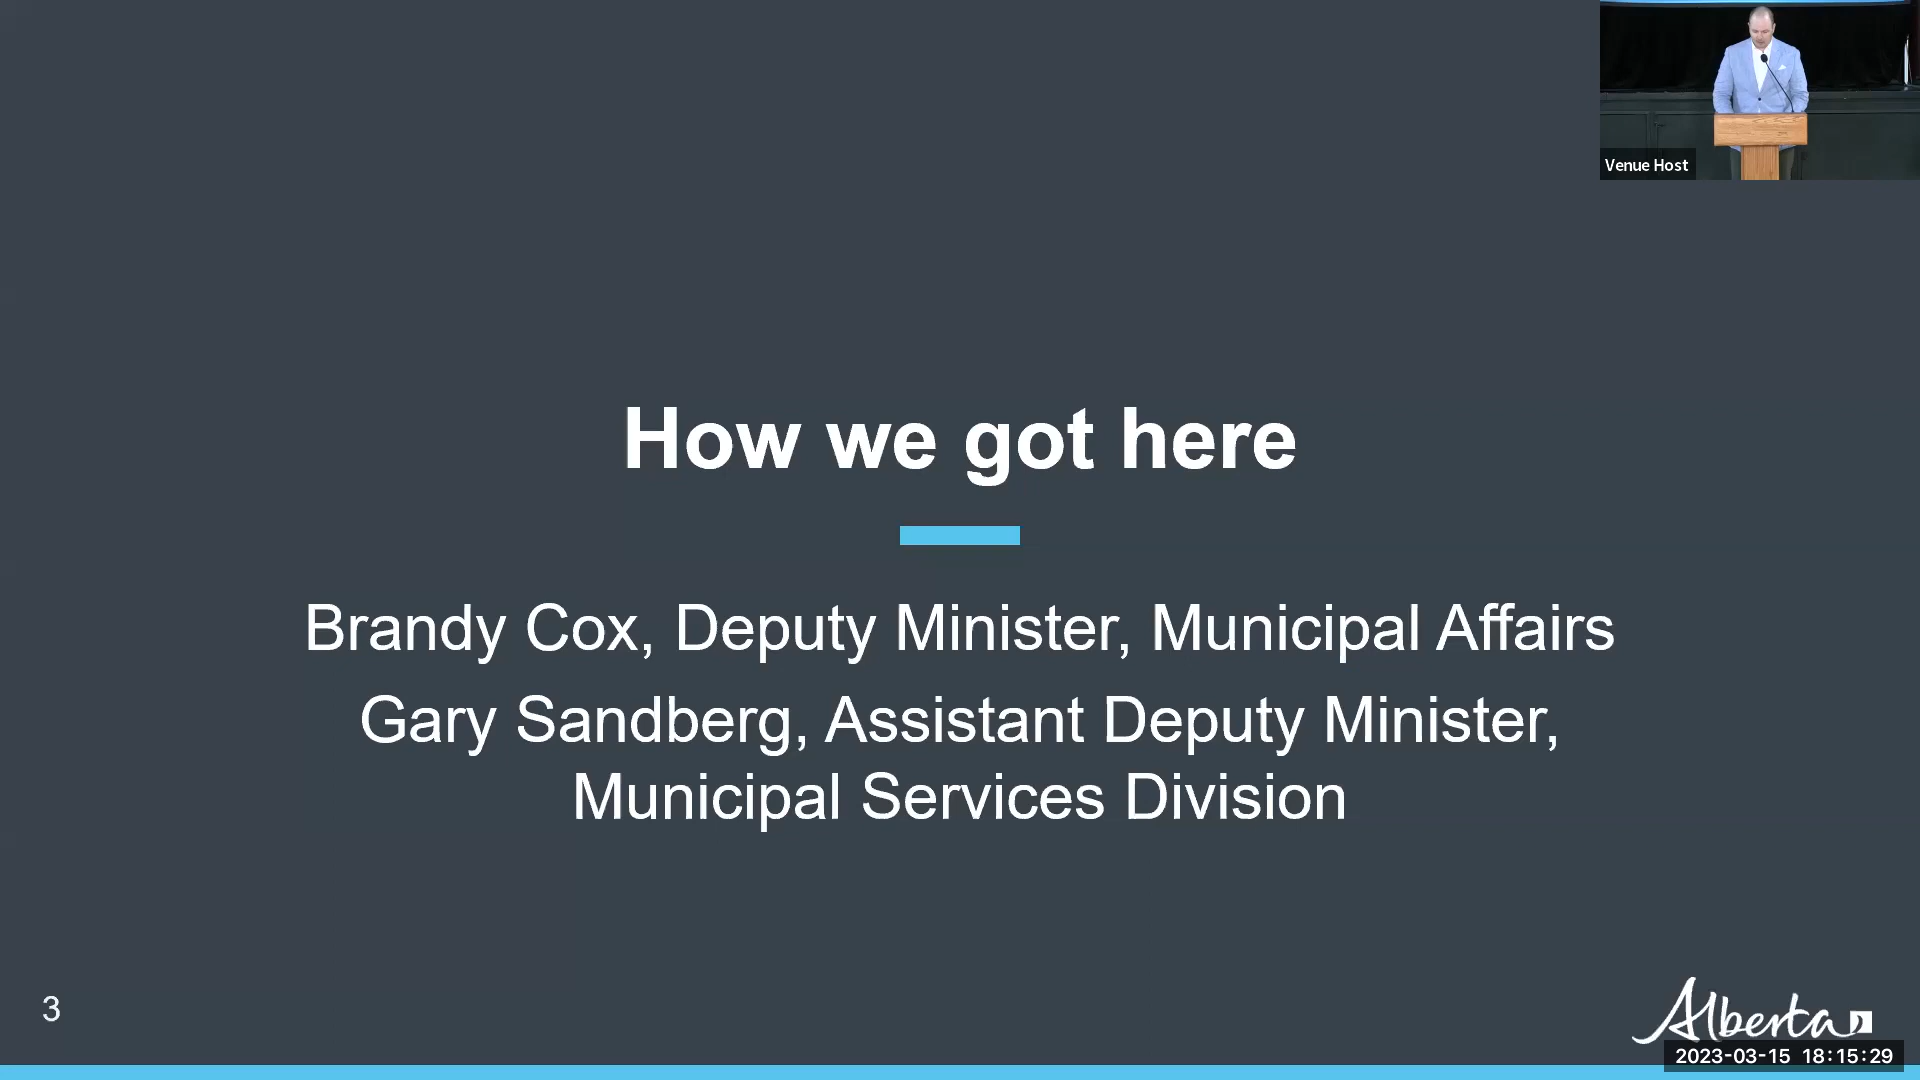 Venue Host
How we got here
Brandy Cox, Deputy Minister, Municipal Affairs
Gary Sandberg, Assistant Deputy Minister,
Municipal Services Division
3
Alberta
2023-03-15 18:15:29